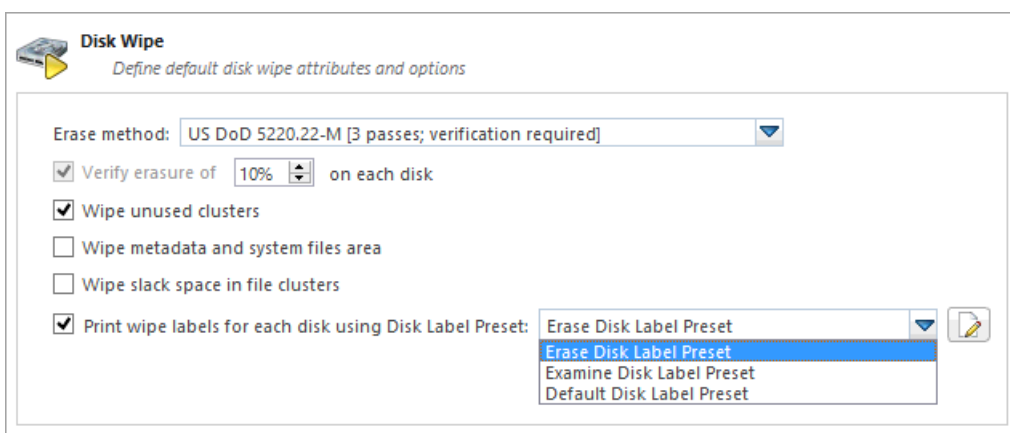 Disk Wipe
Define default disk wipe attributes and options
Erase method: US DoD 5220.22-M [3 passes; verification required]
Verify erasure of 10% on each disk
Wipe unused clusters
Wipe metadata and system files area
Wipe slack space in file clusters
Print wipe labels for each disk using Disk Label Preset: Erase Disk Label Preset
Erase Disk Label Preset
Examine Disk Label Preset
Default Disk Label Preset